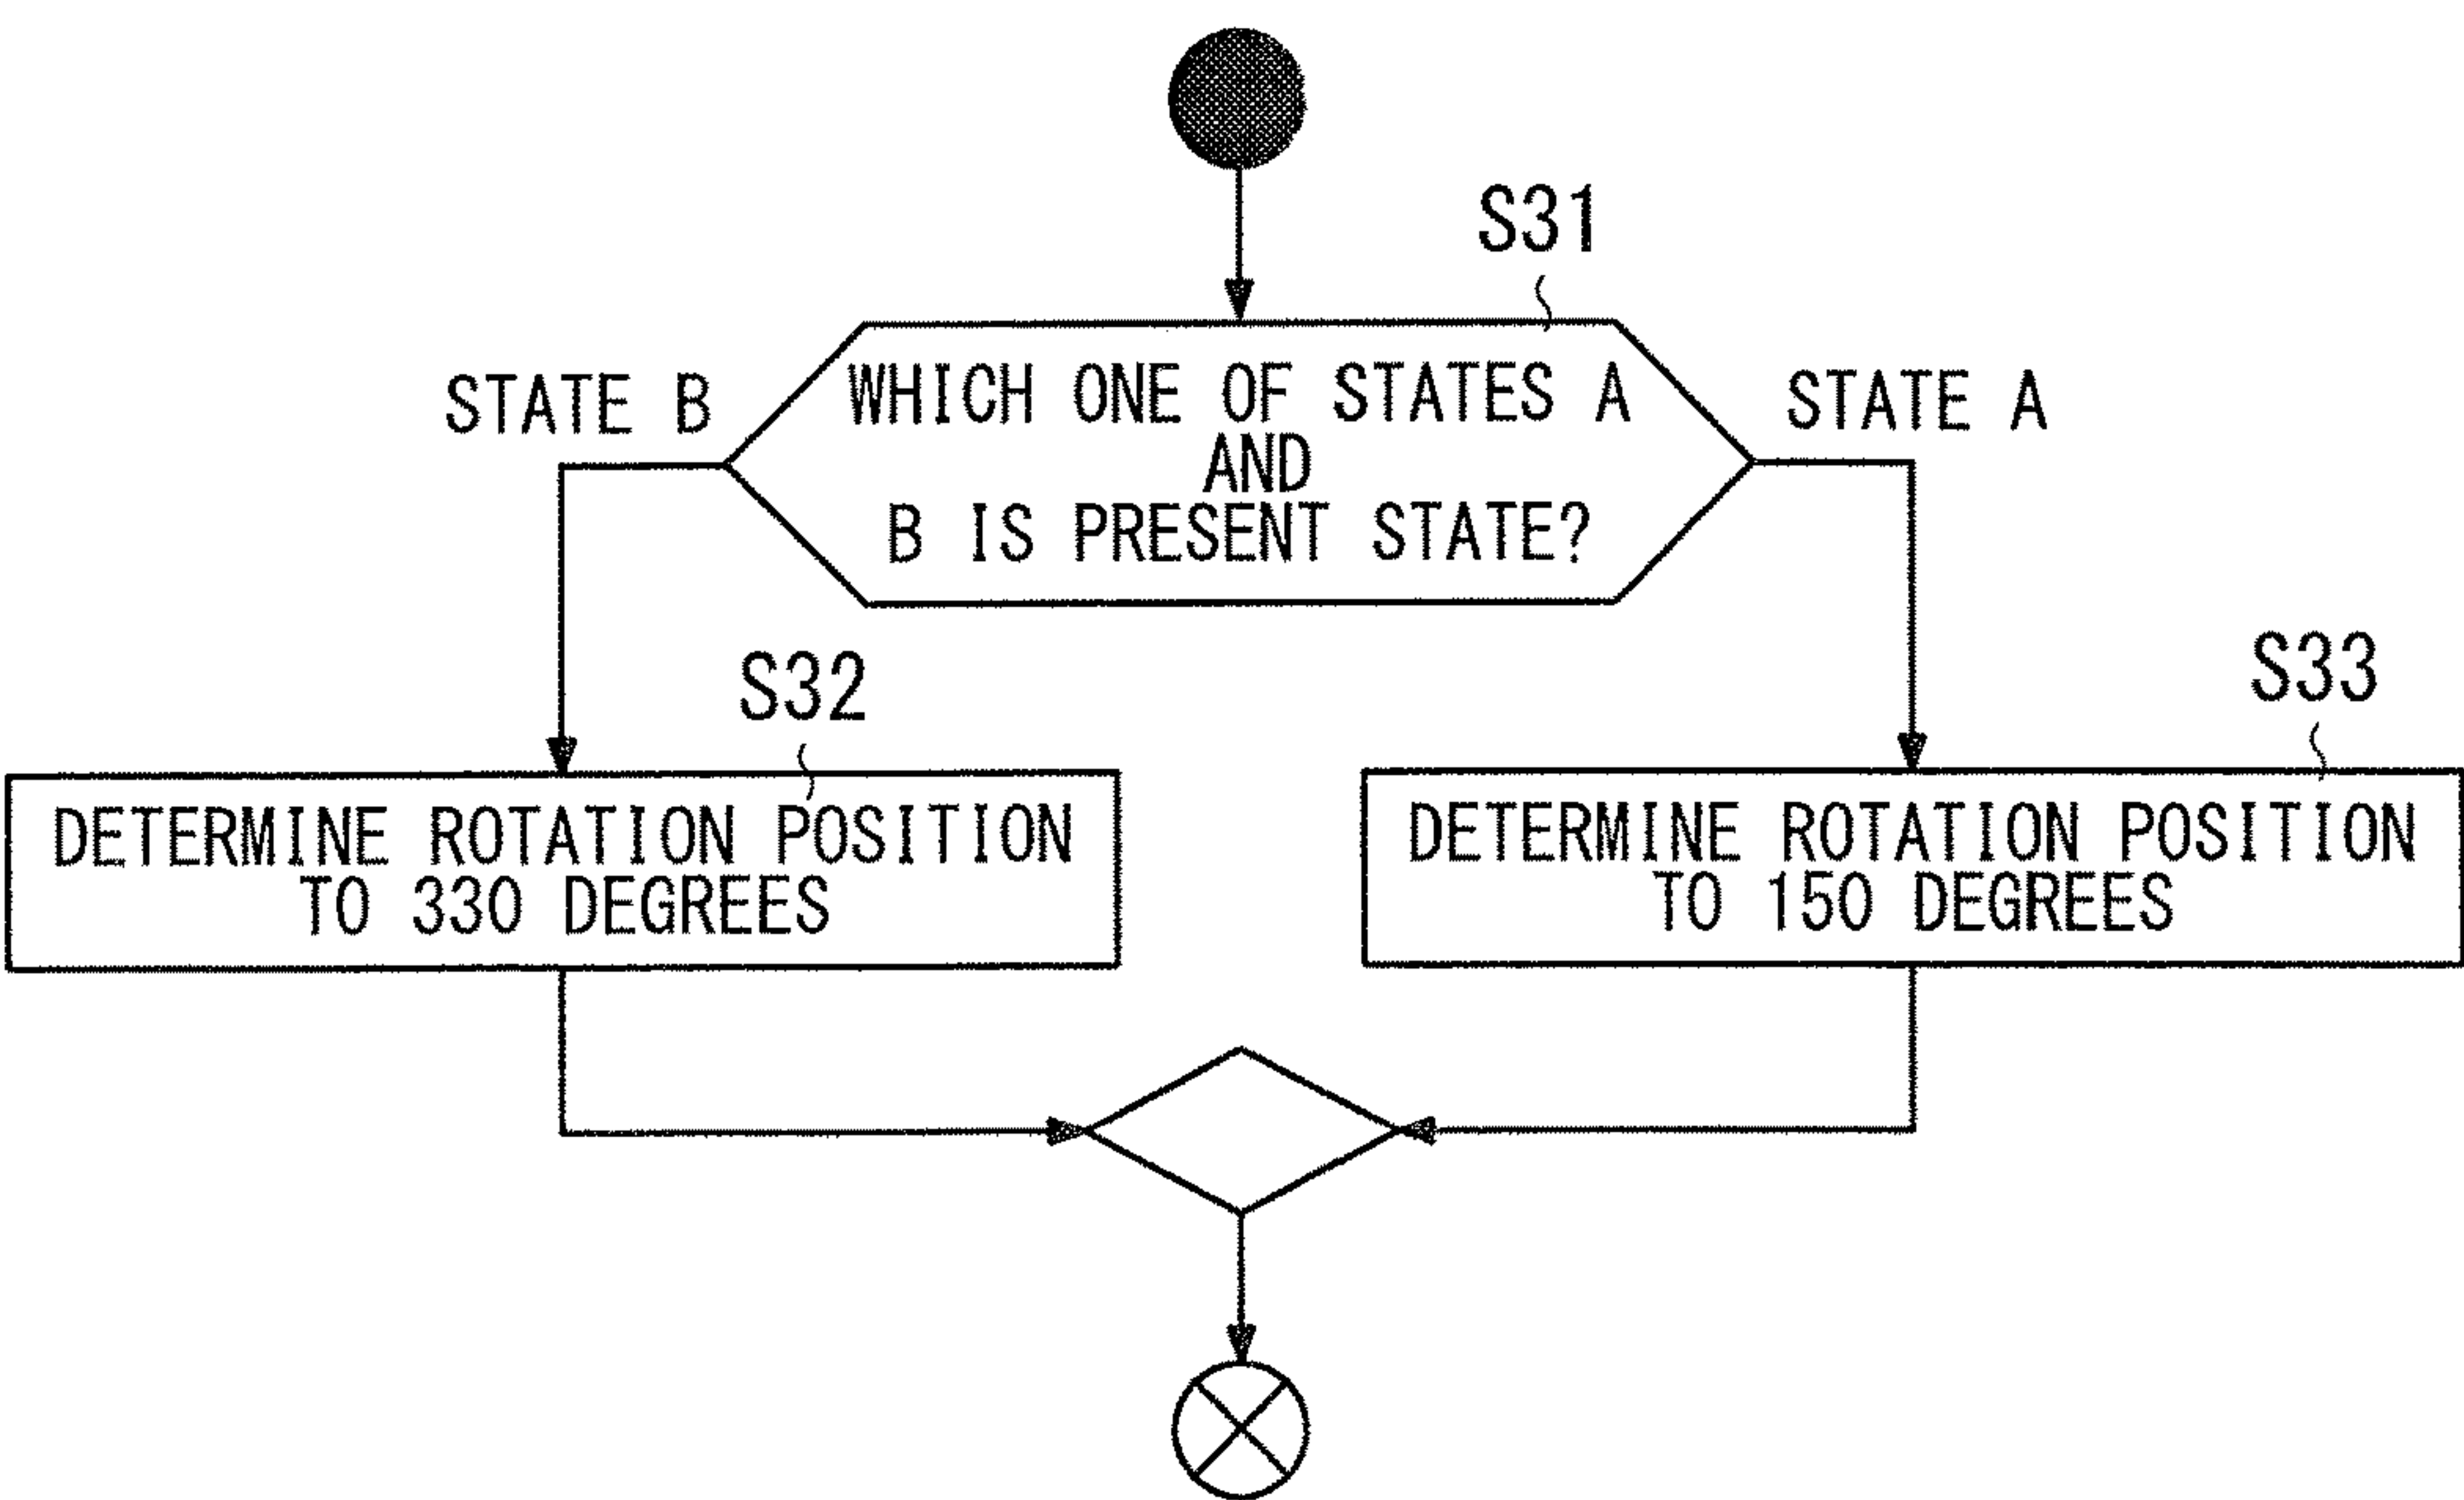 S31
WHICH ONE OF STATES A
AND
B IS PRESENT STATE?
STATE B
STATE A
S32
DETERMINE ROTATION POSITION
TO 330 DEGREES
S33
DETERMINE ROTATION POSITION
TO 150 DEGREES